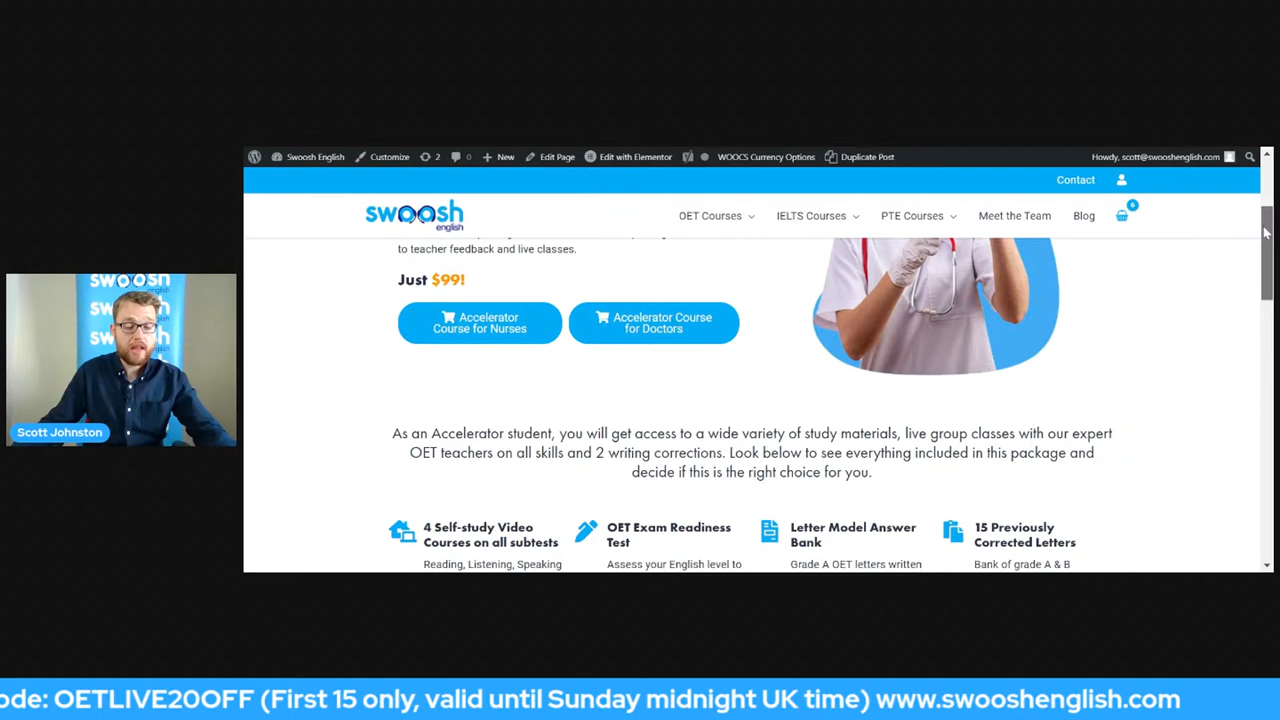 Swoosh English
Customize
2
0
New
Edit Page
Edit with Elementor
WOOCS Currency Options
Duplicate Post
Howdy, scott@swooshenglish.com
Contact
swoosh
english
OET Courses
IELTS Courses
PTE Courses
Meet the Team
Blog
6
to teacher feedback and live classes.
Just $99!
Accelerator
Course for Nurses
Accelerator Course
for Doctors
As an Accelerator student, you will get access to a wide variety of study materials, live group classes with our expert
OET teachers on all skills and 2 writing corrections. Look below to see everything included in this package and
decide if this is the right choice for you.
4 Self-study Video
Courses on all subtests
Reading, Listening, Speaking
OET Exam Readiness
Test
Assess your English level to
Letter Model Answer
Bank
Grade A OET letters written
15 Previously
Corrected Letters
Bank of grade A & B
swoosh
english
swoosh
Scott Johnston
ode: OETLIVE20OFF (First 15 only, valid until Sunday midnight UK time) www.swooshenglish.com